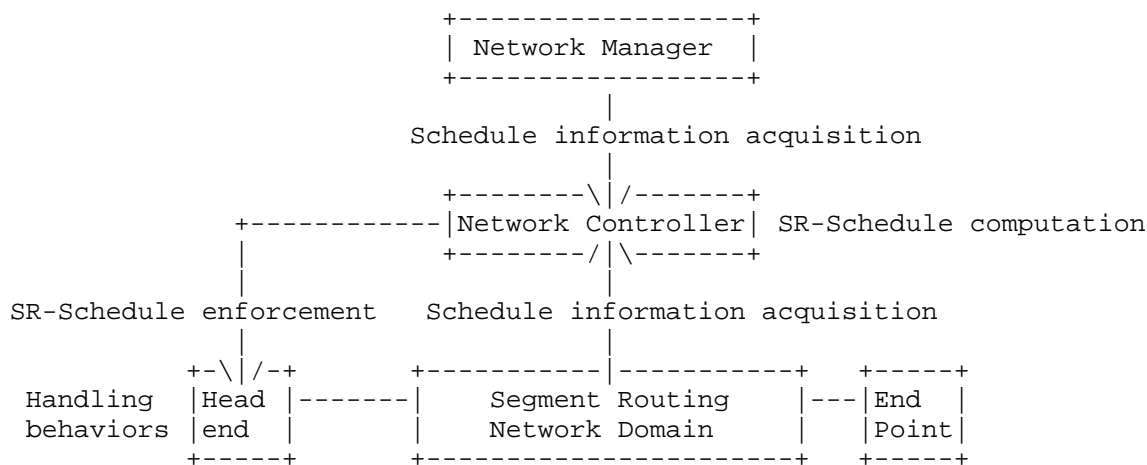 Network Manager
Schedule information acquisition
Network Controller SR-Schedule computation
SR-Schedule enforcement Schedule information acquisition
Handling Head Segment Routing End
behaviors end Network Domain Point